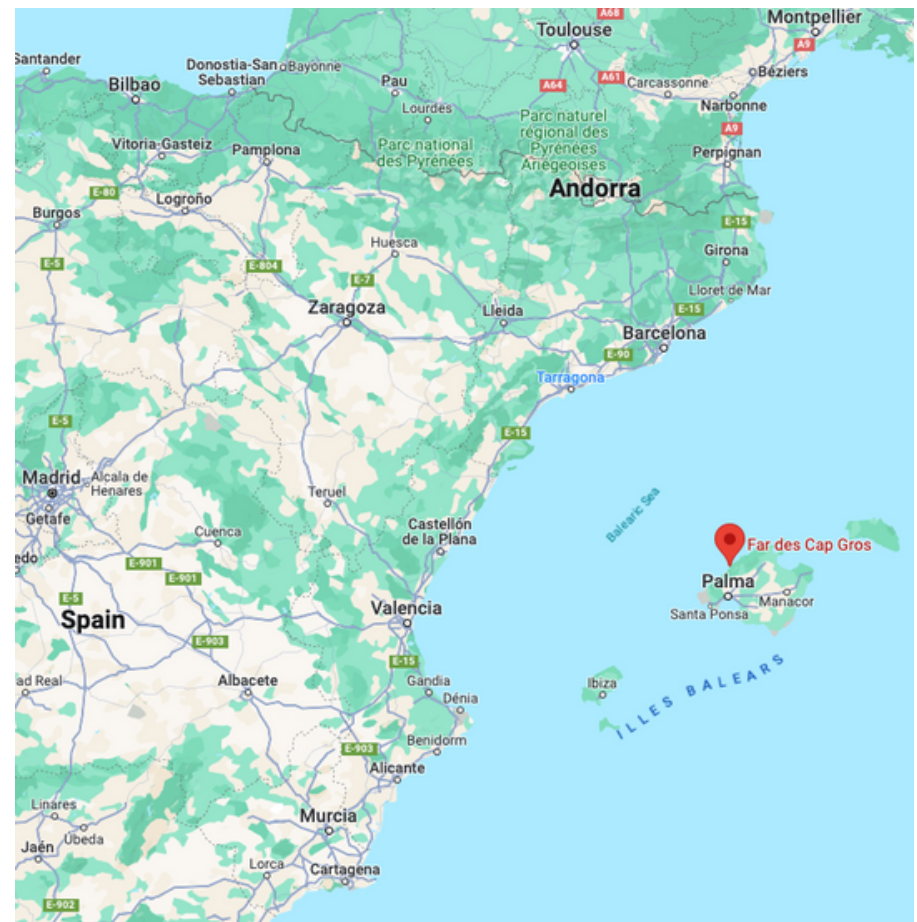 A68
Montpellier
Toulouse
A9
Santander
Donostia-San
Sebastian
Bayonne
Béziers
Bilbao
Pau
A64
A61
Carcassonne
Narbonne
Lourdes
Parc naturel
régional des
Pyrénées
Ariégeoises
A9
Vitoria-Gasteiz
Pamplona
Parc national
des Pyrénées
Perpignan
E-80
Andorra
Logroño
Burgos
E-15
Huesca
Girona
E-5
E-804
E-7
Lloret de Mar
Zaragoza
Lleida
E-15
Barcelona
E-90
Tarragona
E-5
E-15
Madrid
Alcala de
Henares
Teruel
Balearic Sea
Getafe
Castellón
de la Plana
Cuenca
Far des Cap Gros
edo
E-901
E-901
Palma
E-5
Manacor
Valencia
Santa Ponsa
Spain
E-903
E-15
ad Real
Albacete
Gandia
Ibiza
ILLES BALEARS
Dénia
Benidorm
E-903
Alicante
Linares
Murcia
Úbeda
Jaén
Lorca
Cartagena
E-902